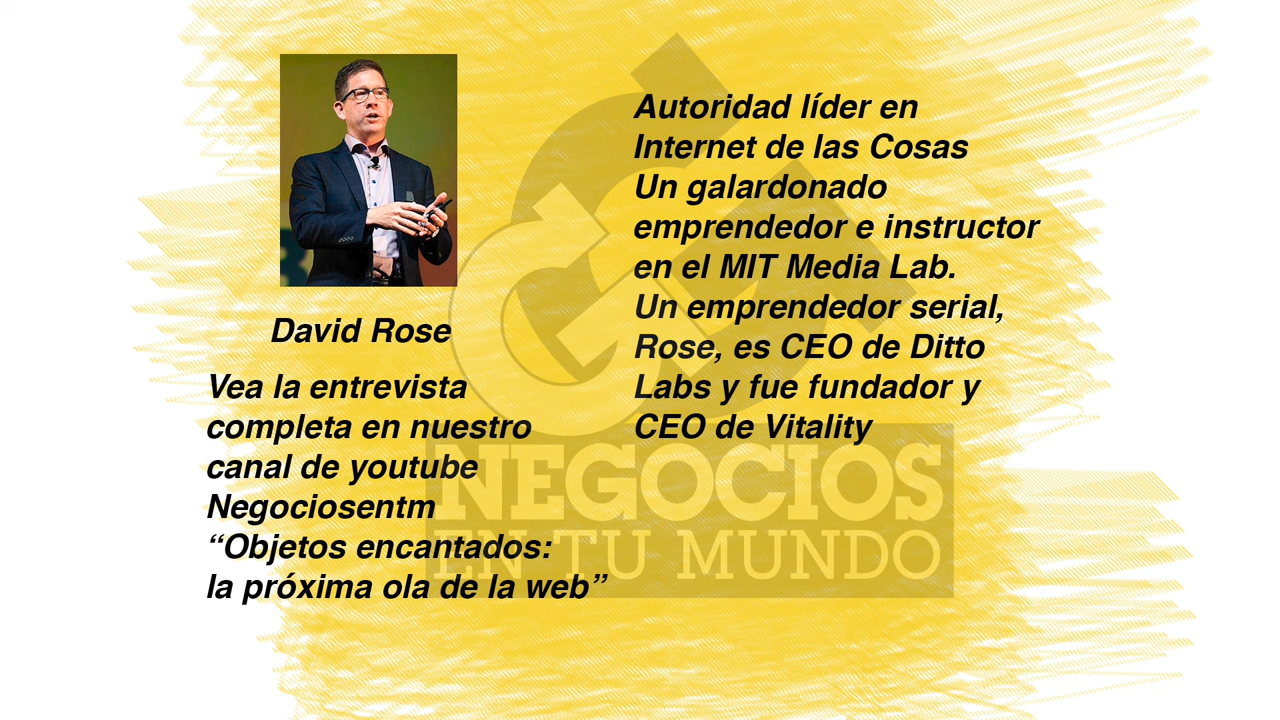 David Rose
Vea la entrevista
completa en nuestro
canal de youtube
Negociosentm
“Objetos encantados:
la próxima ola de la web”
Autoridad líder en
Internet de las Cosas
Un galardonado
emprendedor e instructor
en el MIT Media Lab.
Un emprendedor serial,
Rose, es CEO de Ditto
Labs y fue fundador y
CEO de Vitality
NEGOCIOS
EN TU MUNDO